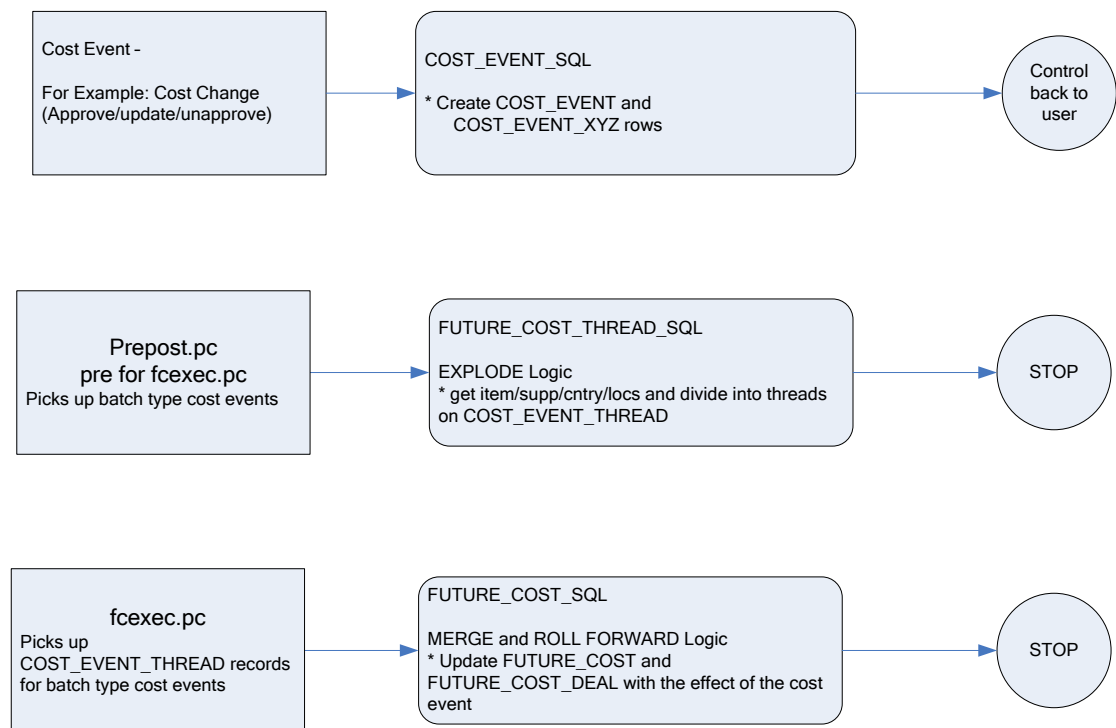 Cost Event -
For Example: Cost Change
(Approve/update/unapprove)
COST_EVENT_SQL
* Create COST_EVENT and
COST_EVENT_XYZ rows
Control
back to
user
Prepost.pc
pre for fcexec.pc
Picks up batch type cost events
FUTURE_COST_THREAD_SQL
EXPLODE Logic
* get item/supp/cntry/locs and divide into threads
on COST_EVENT_THREAD
STOP
fcexec.pc
Picks up
COST_EVENT_THREAD records
for batch type cost events
FUTURE_COST_SQL
MERGE and ROLL FORWARD Logic
* Update FUTURE_COST and
FUTURE_COST_DEAL with the effect of the cost
event
STOP